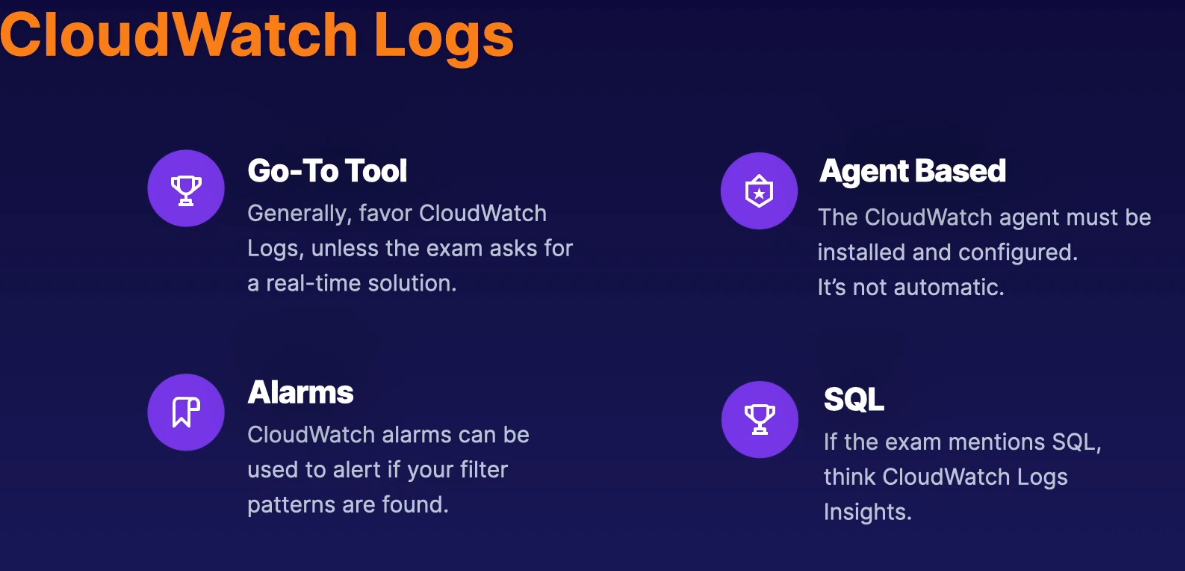 CloudWatch Logs
Go-To Tool
Generally, favor CloudWatch
Logs, unless the exam asks for
a real-time solution.
Agent Based
The CloudWatch agent must be
installed and configured.
It’s not automatic.
Alarms
CloudWatch alarms can be
used to alert if your filter
patterns are found.
SQL
If the exam mentions SQL,
think CloudWatch Logs
Insights.